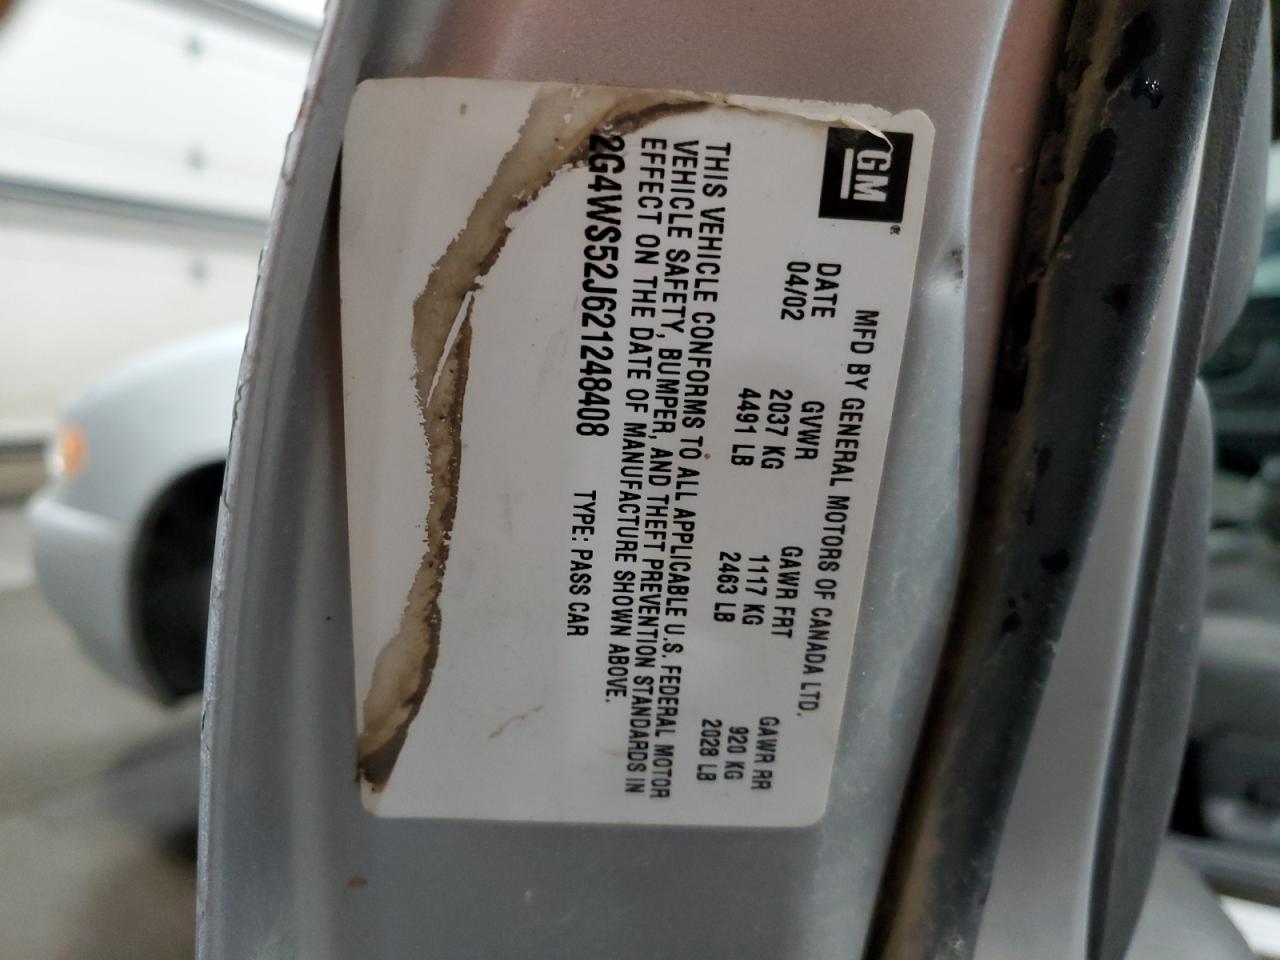 GM®
MFD BY GENERAL MOTORS OF CANADA LTD.
DATE GVWR GAWR FRT GAWR RR
04/02 2037 KG 1117 KG 920 KG
4491 LB 2463 LB 2028 LB
THIS VEHICLE CONFORMS TO ALL APPLICABLE U.S. FEDERAL MOTOR
VEHICLE SAFETY, BUMPER, AND THEFT PREVENTION STANDARDS IN
EFFECT ON THE DATE OF MANUFACTURE SHOWN ABOVE.
2G4WS52J621248408 TYPE: PASS CAR